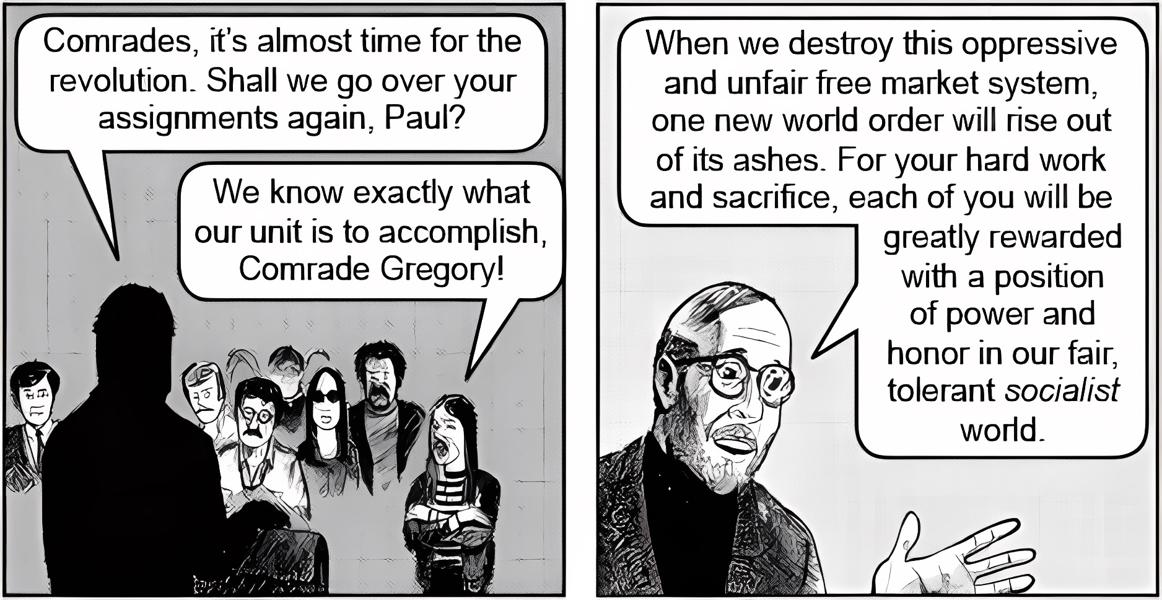 Comrades, it's almost time for the
revolution. Shall we go over your
assignments again, Paul?
We know exactly what
our unit is to accomplish,
Comrade Gregory!
When we destroy this oppressive
and unfair free market system,
one new world order will rise out
of its ashes. For your hard work
and sacrifice, each of you will be
greatly rewarded
with a position
of power and
honor in our fair,
tolerant socialist
world.